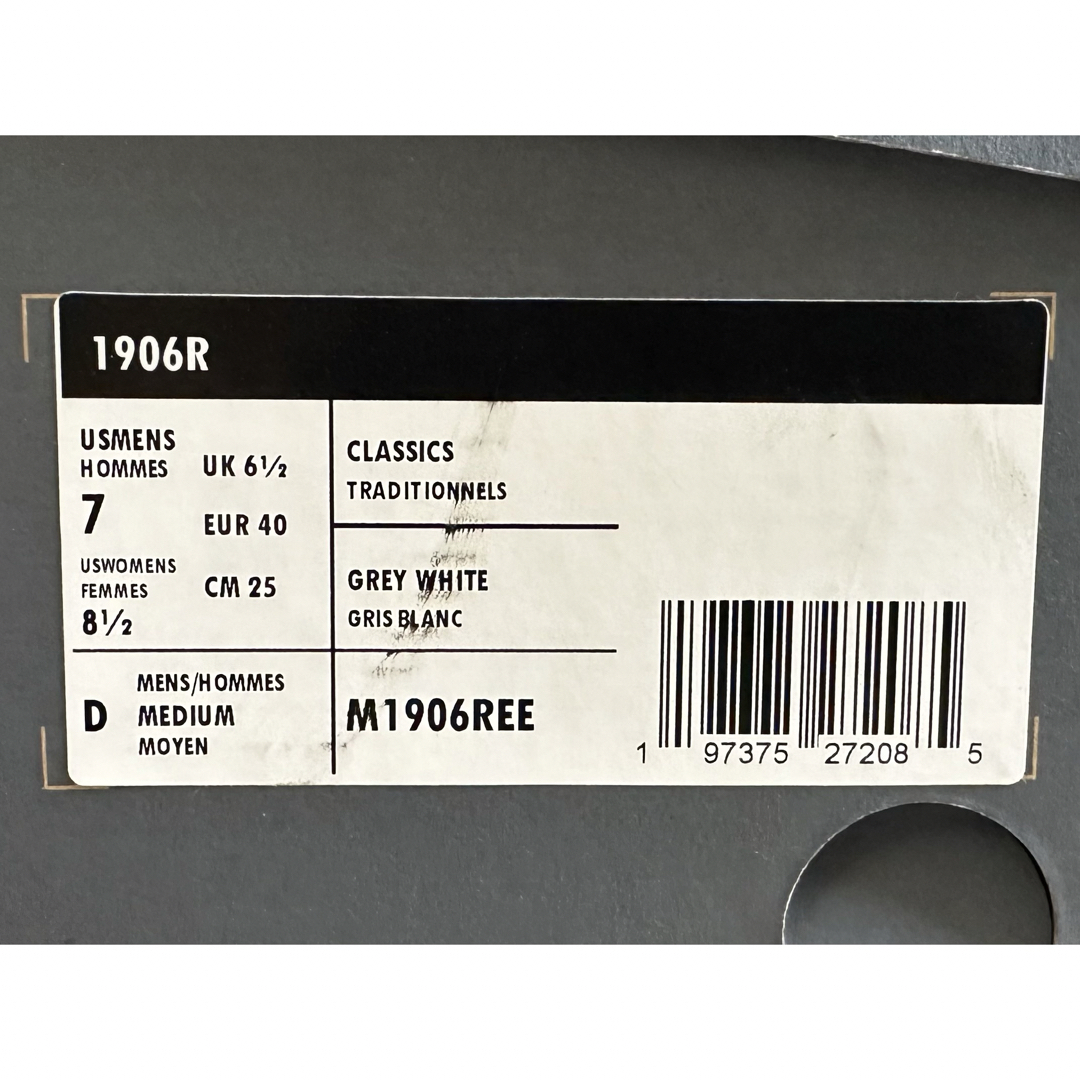 1906R
USMENS
HOMMES
7
UK 6½
EUR 40
CM 25
USWOMENS
FEMMES
8½
D
MENS/HOMMES
MEDIUM
MOYEN
CLASSICS
TRADITIONNELS
GREY WHITE
GRIS BLANC
M1906REE
1 97375 27208 5